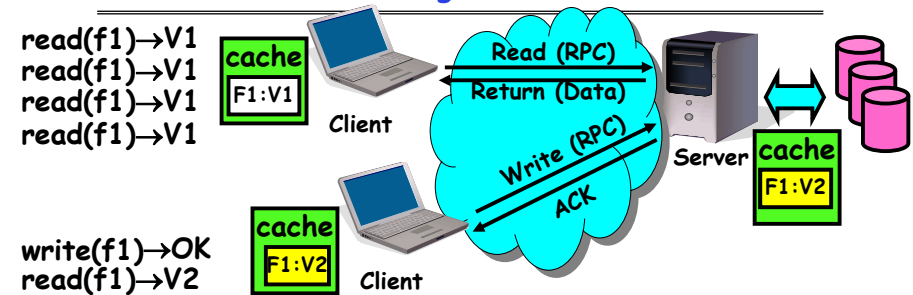 read(f1)→V1
read(f1)→V1
read(f1)→V1
read(f1)→V1
cache
F1:V1
Client
Read (RPC)
Return (Data)
Write (RPC)
ACK
Server
cache
F1:V2
write(f1)→OK
read(f1)→V2
cache
F1:V2
Client